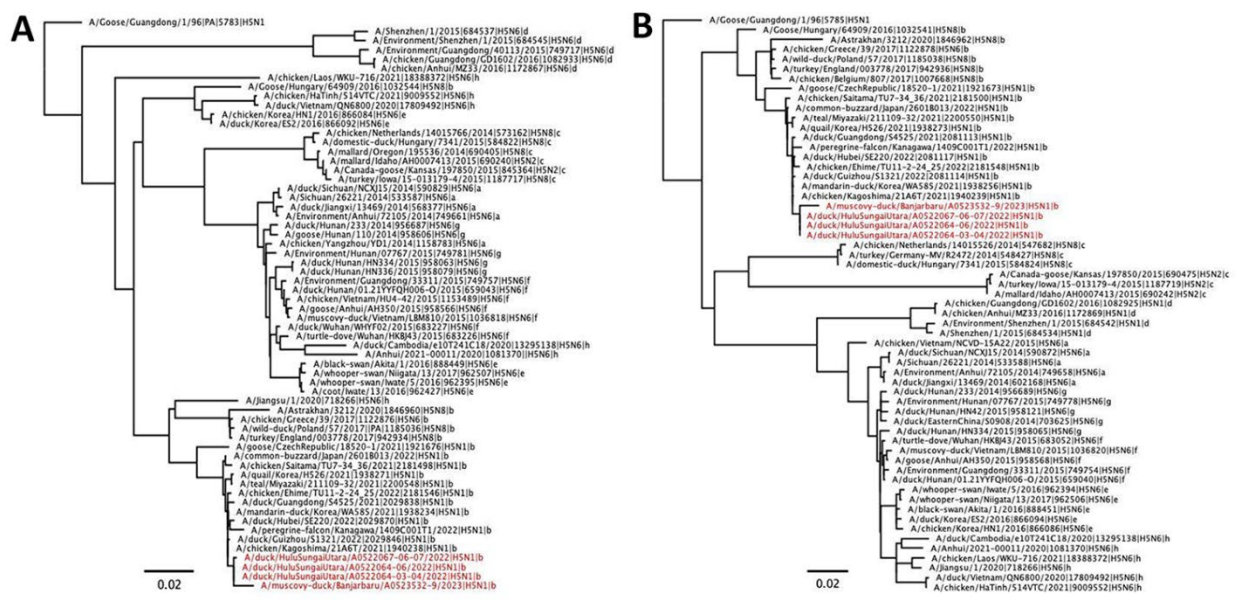 A
A/Goose/Guangdong/1/96|PA|5783|H5N1
A/Shenzhen/1/2015|684537|H5N6|d
A/Environment/Shenzhen/1/2015|684545|H5N6|d
A/Environment/Guangdong/40113/2015|749717|H5N6|d
A/chicken/Guangdong/GD1602/2016|1082933|H5N6|d
A/chicken/Anhui/MZ33/2016|1172867|H5N6|d
A/chicken/Laos/WKU-716/2021|18388372|H5N6|h
A/Goose/Hungary/64909/2016|1032544|H5N8|b
A/chicken/HaTinh/514VTC/2021|9009552|H5N6|h
A/duck/Vietnam/QN6800/2020|17809492|H5N6|h
A/chicken/Korea/HN1/2016|866084|H5N6|e
A/duck/Korea/ES2/2016|866092|H5N6|e
A/chicken/Netherlands/14015766/2014|573162|H5N8|c
A/domestic-duck/Hungary/7341/2015|584822|H5N8|c
A/mallard/Oregon/195536/2014|690405|H5N8|c
A/mallard/Idaho/AH0007413/2015|690240|H5N2|c
A/Canada-goose/Kansas/197850/2015|845364|H5N2|c
A/turkey/Iowa/15-013179-4/2015|1187717|H5N8|c
A/duck/Sichuan/NCXJ15/2014|590829|H5N6|a
A/Sichuan/26221/2014|533587|H5N6|a
A/duck/Jiangxi/13469/2014|568377|H5N6|a
A/Environment/Anhui/72105/2014|749661|H5N6|a
A/duck/Hunan/233/2014|956687|H5N6|g
A/goose/Hunan/110/2014|958606|H5N6|g
A/chicken/Yangzhou/YD1/2014|1158783|H5N6|a
A/Environment/Hunan/07767/2015|749781|H5N6|g
A/duck/Hunan/HN334/2015|958063|H5N6|g
A/duck/Hunan/HN336/2015|958079|H5N6|g
A/Environment/Guangdong/33311/2015|749757|H5N6|f
A/duck/Hunan/01.21YYFQH006-O/2015|659043|H5N6|f
A/chicken/Vietnam/HU4-42/2015|1153489|H5N6|f
A/goose/Anhui/AH350/2015|958566|H5N6|f
A/muscovy-duck/Vietnam/LBM810/2015|1036818|H5N6|f
A/duck/Wuhan/WHYF02/2015|683227|H5N6|f
A/turtle-dove/Wuhan/HKBJ43/2015|683226|H5N6|f
A/duck/Cambodia/e10T241C18/2020|13295138|H5N6|h
A/Anhui/2021-00011/2020|1081370||H5N6|h
A/black-swan/Akita/1/2016|888449|H5N6|e
A/whooper-swan/Niigata/13/2017|962507|H5N6|e
A/whooper-swan/Iwate/5/2016|962395|H5N6|e
A/coot/Iwate/13/2016|962427|H5N6|e
A/Jiangsu/1/2020|718266|H5N6|h
A/Astrakhan/3212/2020|1846960|H5N8|b
A/chicken/Greece/39/2017|1122876|H5N6|b
A/wild-duck/Poland/57/2017||PA|1185036|H5N8|b
A/turkey/England/003778/2017|942934|H5N8|b
A/goose/CzechRepublic/18520-1/2021|1921676|H5N1|b
A/common-buzzard/Japan/2601B013/2022|H5N1|b
A/chicken/Saitama/TU7-34_36/2021|2181498|H5N1|b
A/quail/Korea/H526/2021|1938271|H5N1|b
A/teal/Miyazaki/211109-32/2021|2200548|H5N1|b
A/chicken/Ehime/TU11-2-24_25/2022|2181546|H5N1|b
A/duck/Guangdong/S4525/2021|2029838|H5N1|b
A/mandarin-duck/Korea/WA585/2021|1938234|H5N1|b
A/duck/Hubei/SE220/2022|2029870|H5N1|b
A/peregrine-falcon/Kanagawa/1409C001T1/2022|H5N1|b
A/duck/Guizhou/S1321/2022|2029846|H5N1|b
A/chicken/Kagoshima/21A6T/2021|1940238|H5N1|b
A/duck/HuluSungaiUtara/A0522067-06-07/2022|H5N1|b
A/duck/HuluSungaiUtara/A0522064-06/2022|H5N1|b
A/duck/HuluSungaiUtara/A0522064-03-04/2022|H5N1|b
A/muscovy-duck/Banjarbaru/A0523532-9/2023|H5N1|b
0.02
B
A/Goose/Guangdong/1/96|5785|H5N1
A/Goose/Hungary/64909/2016|1032541|H5N8|b
A/Astrakhan/3212/2020|1846962|H5N8|b
A/chicken/Greece/39/2017|1122878|H5N6|b
A/wild-duck/Poland/57/2017|1185038|H5N8|b
A/turkey/England/003778/2017|942936|H5N8|b
A/chicken/Belgium/807/2017|1007668|H5N8|b
A/goose/CzechRepublic/18520-1/2021|1921673|H5N1|b
A/chicken/Saitama/TU7-34_36/2021|2181500|H5N1|b
A/common-buzzard/Japan/2601B013/2022|H5N1|b
A/teal/Miyazaki/211109-32/2021|2200550|H5N1|b
A/quail/Korea/H526/2021|1938273|H5N1|b
A/duck/Guangdong/S4525/2021|2081113|H5N1|b
A/peregrine-falcon/Kanagawa/1409C001T1/2022|H5N1|b
A/duck/Hubei/SE220/2022|2081117|H5N1|b
A/chicken/Ehime/TU11-2-24_25/2022|2181548|H5N1|b
A/duck/Guizhou/S1321/2022|2081114|H5N1|b
A/mandarin-duck/Korea/WA585/2021|1938256|H5N1|b
A/chicken/Kagoshima/21A6T/2021|1940239|H5N1|b
A/muscovy-duck/Banjarbaru/A0523532-9/2023|H5N1|b
A/duck/HuluSungaiUtara/A0522067-06-07/2022|H5N1|b
A/duck/HuluSungaiUtara/A0522064-06/2022|H5N1|b
A/duck/HuluSungaiUtara/A0522064-03-04/2022|H5N1|b
A/chicken/Netherlands/14015526/2014|547682|H5N8|c
A/turkey/Germany-MV/R2472/2014|548427|H5N8|c
A/domestic-duck/Hungary/7341/2015|584824|H5N8|c
A/Canada-goose/Kansas/197850/2015|690475|H5N2|c
A/turkey/Iowa/15-013179-4/2015|1187719|H5N2|c
A/mallard/Idaho/AH0007413/2015|690242|H5N2|c
A/chicken/Guangdong/GD1602/2016|1082925|H5N1|d
A/chicken/Anhui/MZ33/2016|1172869|H5N1|d
A/Environment/Shenzhen/1/2015|684542|H5N1|d
A/Shenzhen/1/2015|684534|H5N1|d
A/chicken/Vietnam/NCVD-15A22/2015|H5N6|a
A/duck/Sichuan/NCXJ15/2014|590872|H5N6|a
A/Sichuan/26221/2014|533588|H5N6|a
A/Environment/Anhui/72105/2014|749658|H5N6|a
A/duck/Jiangxi/13469/2014|602168|H5N6|a
A/duck/Hunan/233/2014|956689|H5N6|g
A/Environment/Hunan/07767/2015|749778|H5N6|g
A/duck/Hunan/HN42/2015|958121|H5N6|g
A/duck/EasternChina/S0908/2014|703625|H5N6|g
A/duck/Hunan/HN334/2015|958065|H5N6|g
A/turtle-dove/Wuhan/HKBJ43/2015|683052|H5N6|f
A/muscovy-duck/Vietnam/LBM810/2015|1036820|H5N6|f
A/goose/Anhui/AH350/2015|958568|H5N6|f
A/Environment/Guangdong/33311/2015|749754|H5N6|f
A/duck/Hunan/01.21YYFQH006-O/2015|659040|H5N6|f
A/whooper-swan/Iwate/5/2016|962394|H5N6|e
A/whooper-swan/Niigata/13/2017|962506|H5N6|e
A/black-swan/Akita/1/2016|888451|H5N6|e
A/duck/Korea/ES2/2016|866094|H5N6|e
A/chicken/Korea/HN1/2016|866086|H5N6|e
A/duck/Cambodia/e10T241C18/2020|13295138|H5N6|h
A/Anhui/2021-00011/2020|1081370|H5N6|h
A/chicken/Laos/WKU-716/2021|18388372|H5N6|h
A/Jiangsu/1/2020|718266|H5N6|h
A/duck/Vietnam/QN6800/2020|17809492|H5N6|h
A/chicken/HaTinh/514VTC/2021|9009552|H5N6|h
0.02